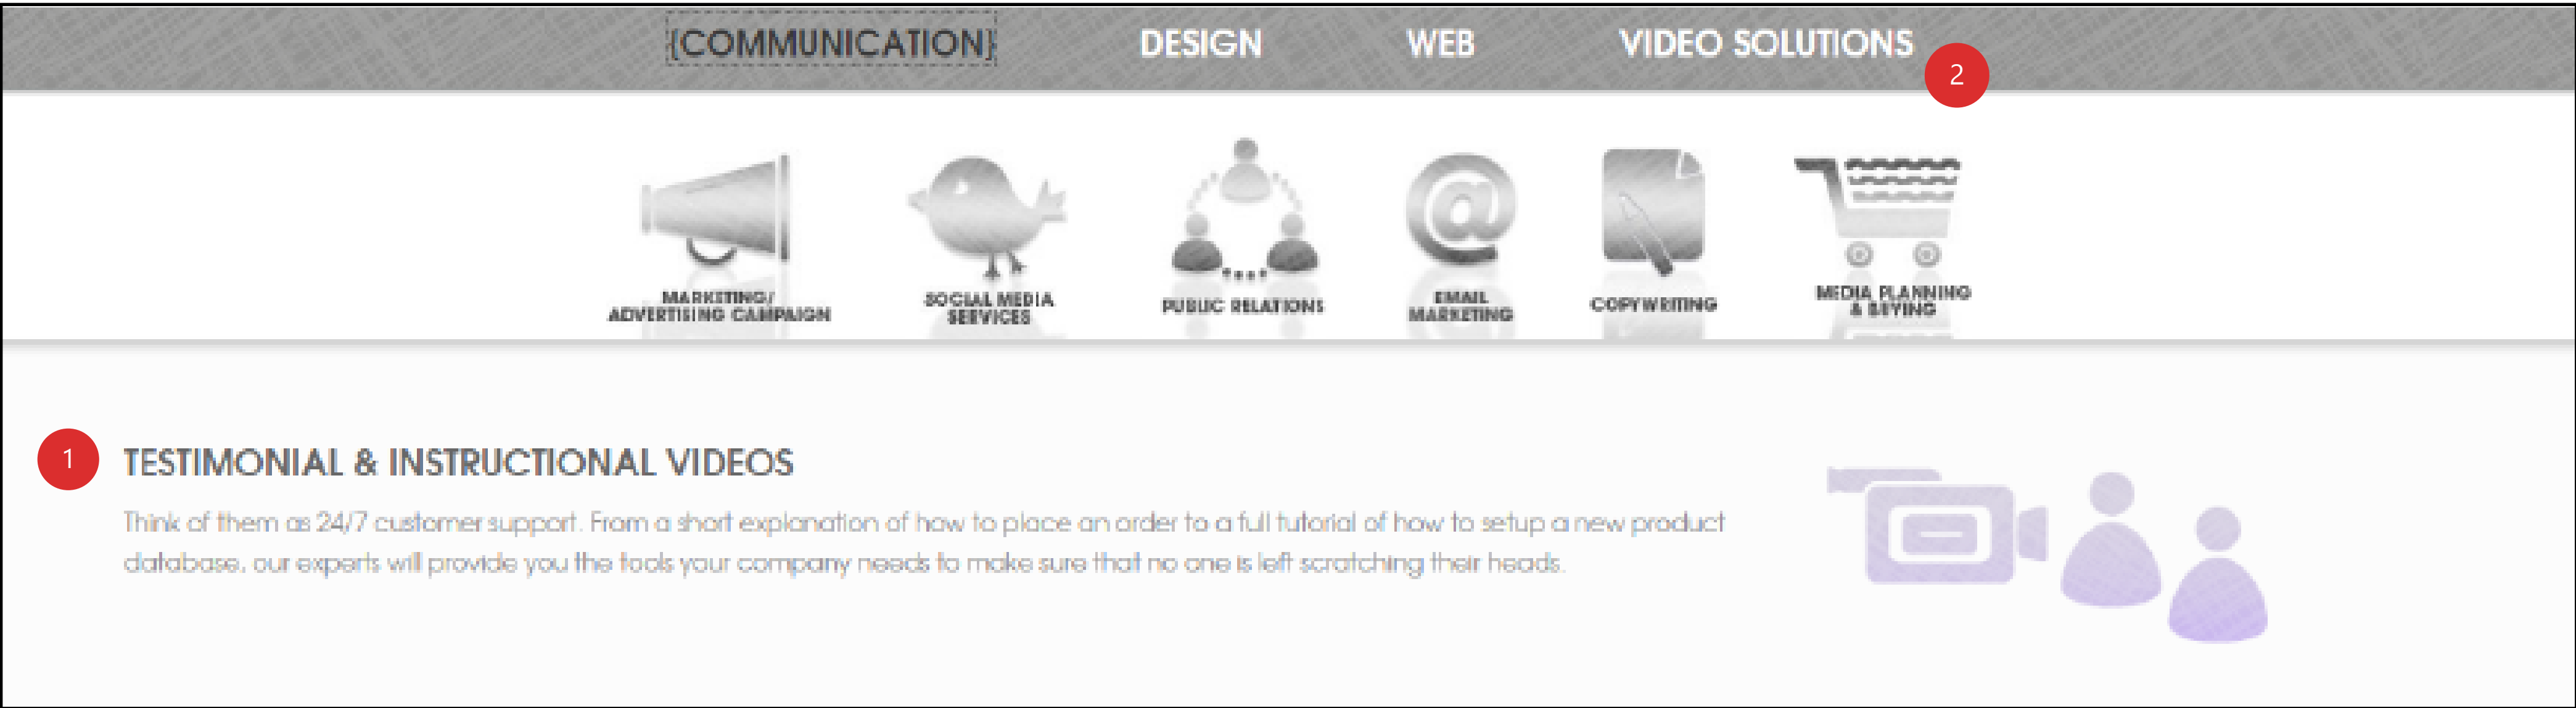 {COMMUNICATION} DESIGN WEB VIDEO SOLUTIONS
2
MARKETING/
ADVERTISING CAMPAIGN
SOCIAL MEDIA
SERVICES
PUBLIC RELATIONS
EMAIL
MARKETING
COPYWRITING
MEDIA PLANNING
& BUYING
1 TESTIMONIAL & INSTRUCTIONAL VIDEOS
Think of them as 24/7 customer support. From a short explanation of how to place an order to a full tutorial of how to setup a new product
database, our experts will provide you the tools your company needs to make sure that no one is left scratching their heads.